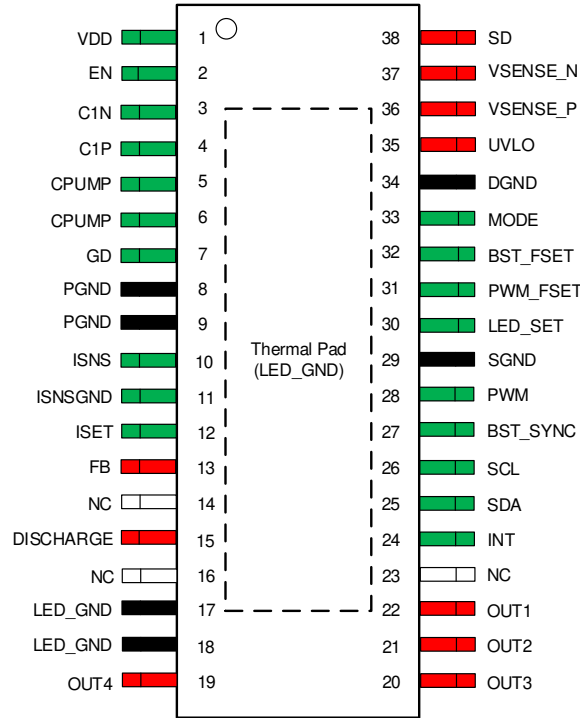 VDD 1 38 SD
EN 2 37 VSENSE_N
C1N 3 36 VSENSE_P
C1P 4 35 UVLO
CPUMP 5 34 DGND
CPUMP 6 33 MODE
GD 7 32 BST_FSET
PGND 8 31 PWM_FSET
PGND 9 30 LED_SET
Thermal Pad
(LED_GND)
ISNS 10 29 SGND
ISNSGND 11 28 PWM
ISET 12 27 BST_SYNC
FB 13 26 SCL
NC 14 25 SDA
DISCHARGE 15 24 INT
NC 16 23 NC
LED_GND 17 22 OUT1
LED_GND 18 21 OUT2
OUT4 19 20 OUT3